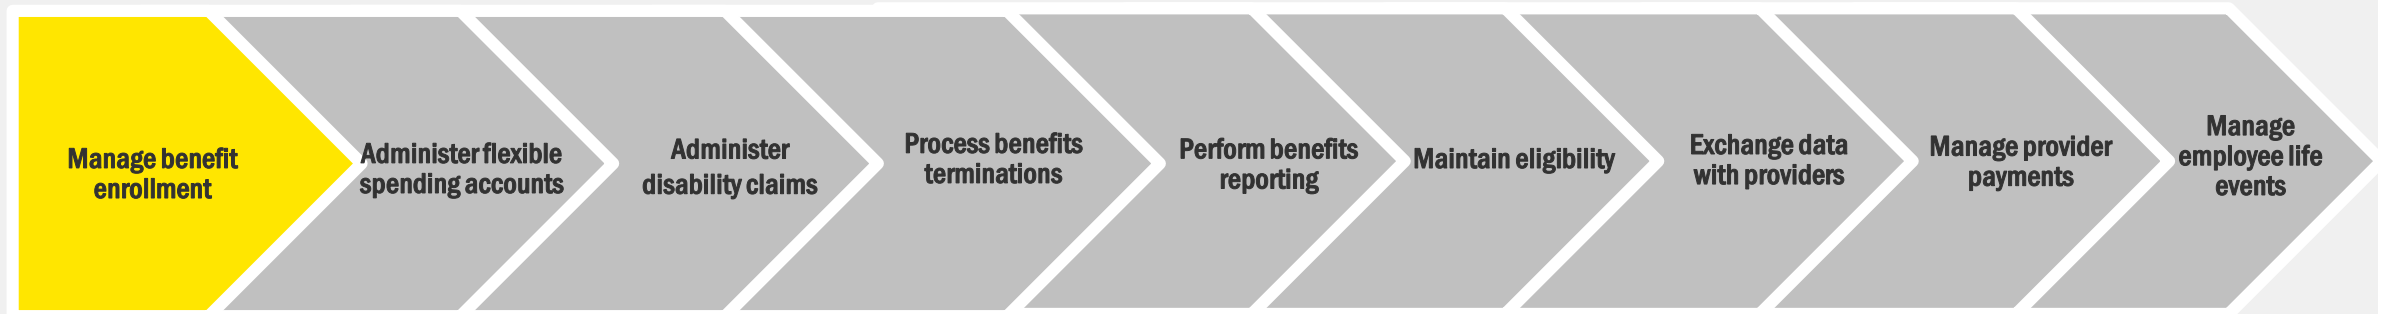 Manage benefit
enrollment
Administer flexible
spending accounts
Administer
disability claims
Process benefits
terminations
Perform benefits
reporting
Maintain eligibility
Exchange data
with providers
Manage provider
payments
Manage
employee life
events